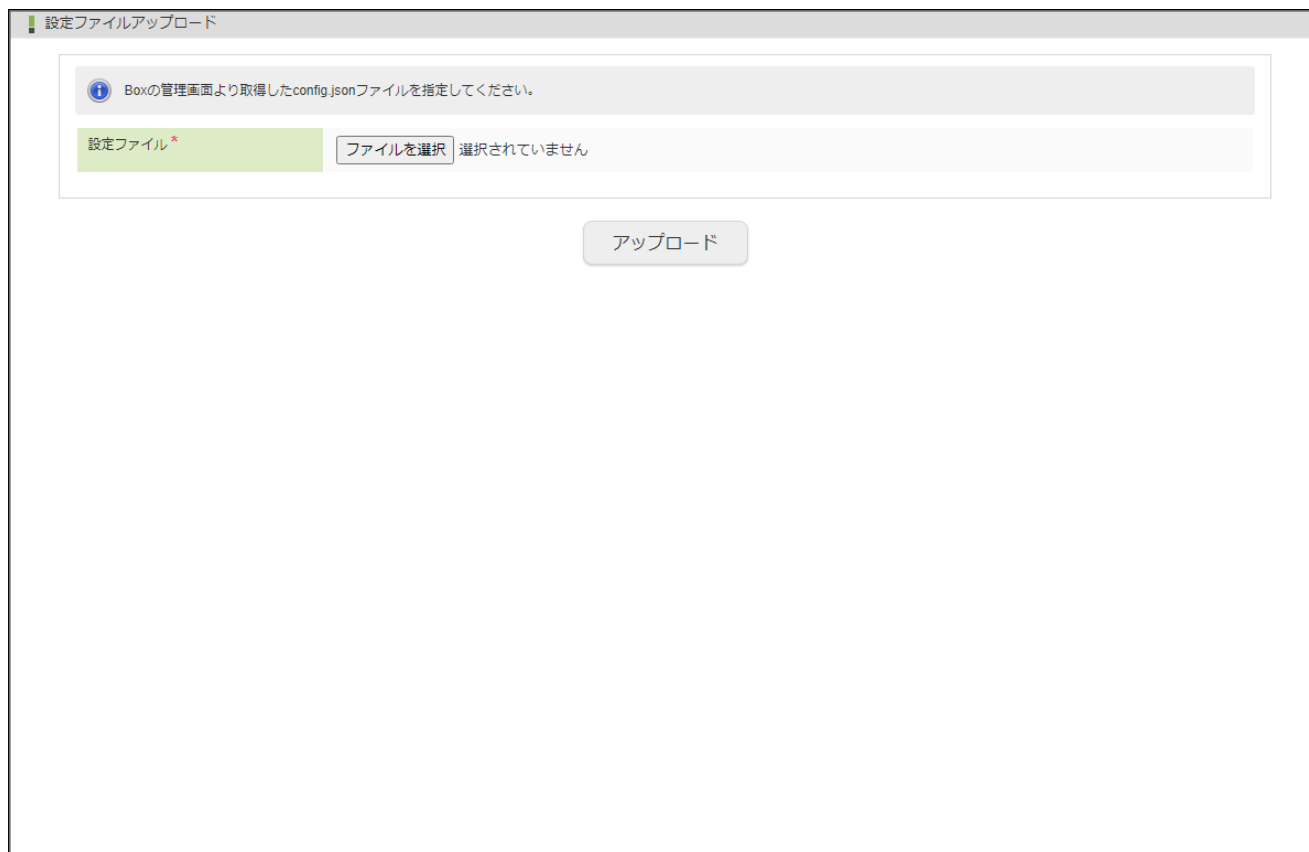 設定ファイルアップロード
Boxの管理画面より取得したconfig.jsonファイルを指定してください。
設定ファイル*
ファイルを選択 選択されていません
アップロード